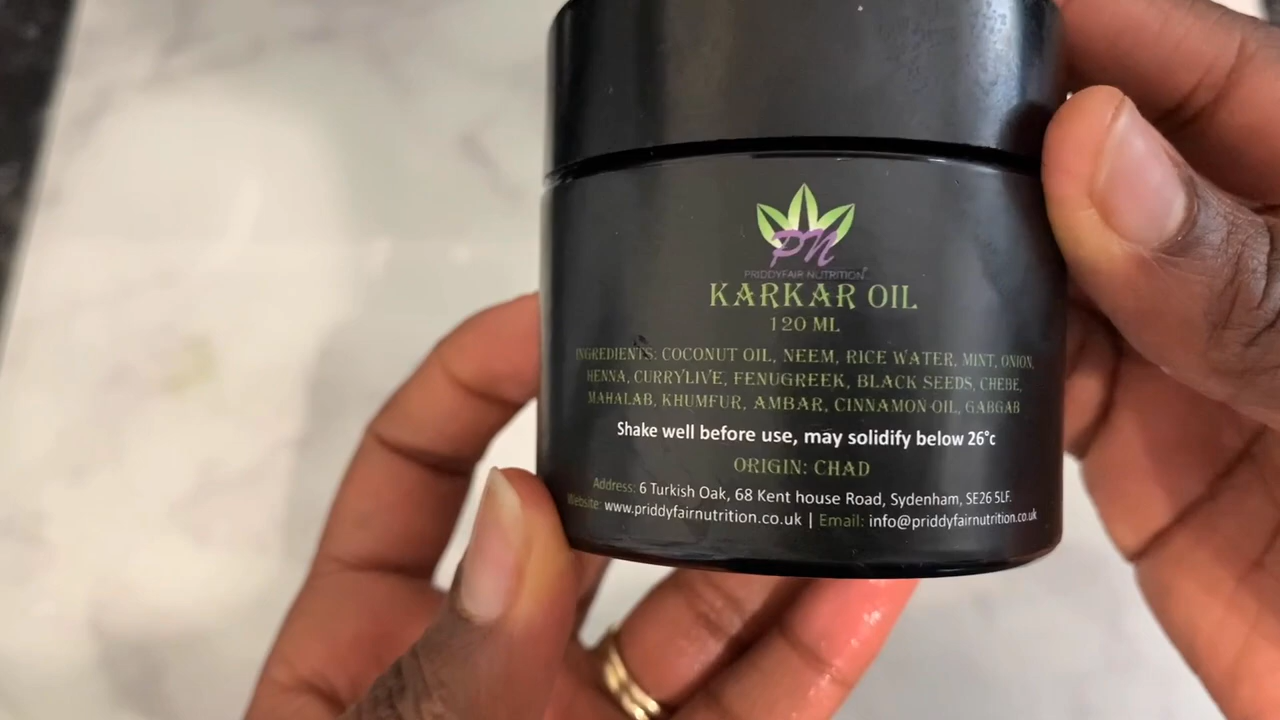 PN
PRIDDYFAIR NUTRITION
KARKAR OIL
120 ML
INGREDIENTS: COCONUT OIL, NEEM, RICE WATER, MINT, ONION,
HENNA, CURRYLIVE, FENUGREEK, BLACK SEEDS, CHEBE,
MAHALAB, KHUMFUR, AMBAR, CINNAMON OIL, GABGAB
Shake well before use, may solidify below 26°c
ORIGIN: CHAD
Address: 6 Turkish Oak, 68 Kent house Road, Sydenham, SE26 5LF.
Website: www.priddyfairnutrition.co.uk | Email: info@priddyfairnutrition.co.uk